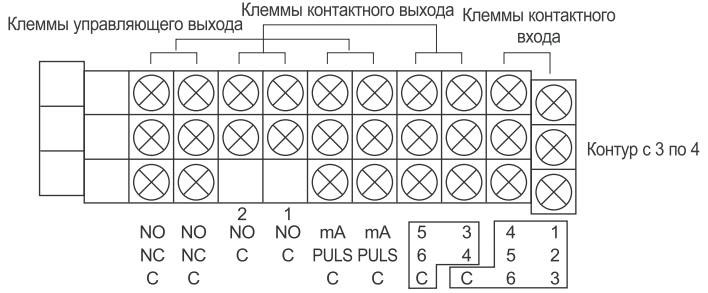 Клеммы управляющего выхода
Клеммы контактного выхода
Клеммы контактного
входа
Контур с 3 по 4
2 1
NO NO NO NO mA mA 5 3 4 1
NC NC C C PULS PULS 6 4 5 2
C C C C C C 6 3